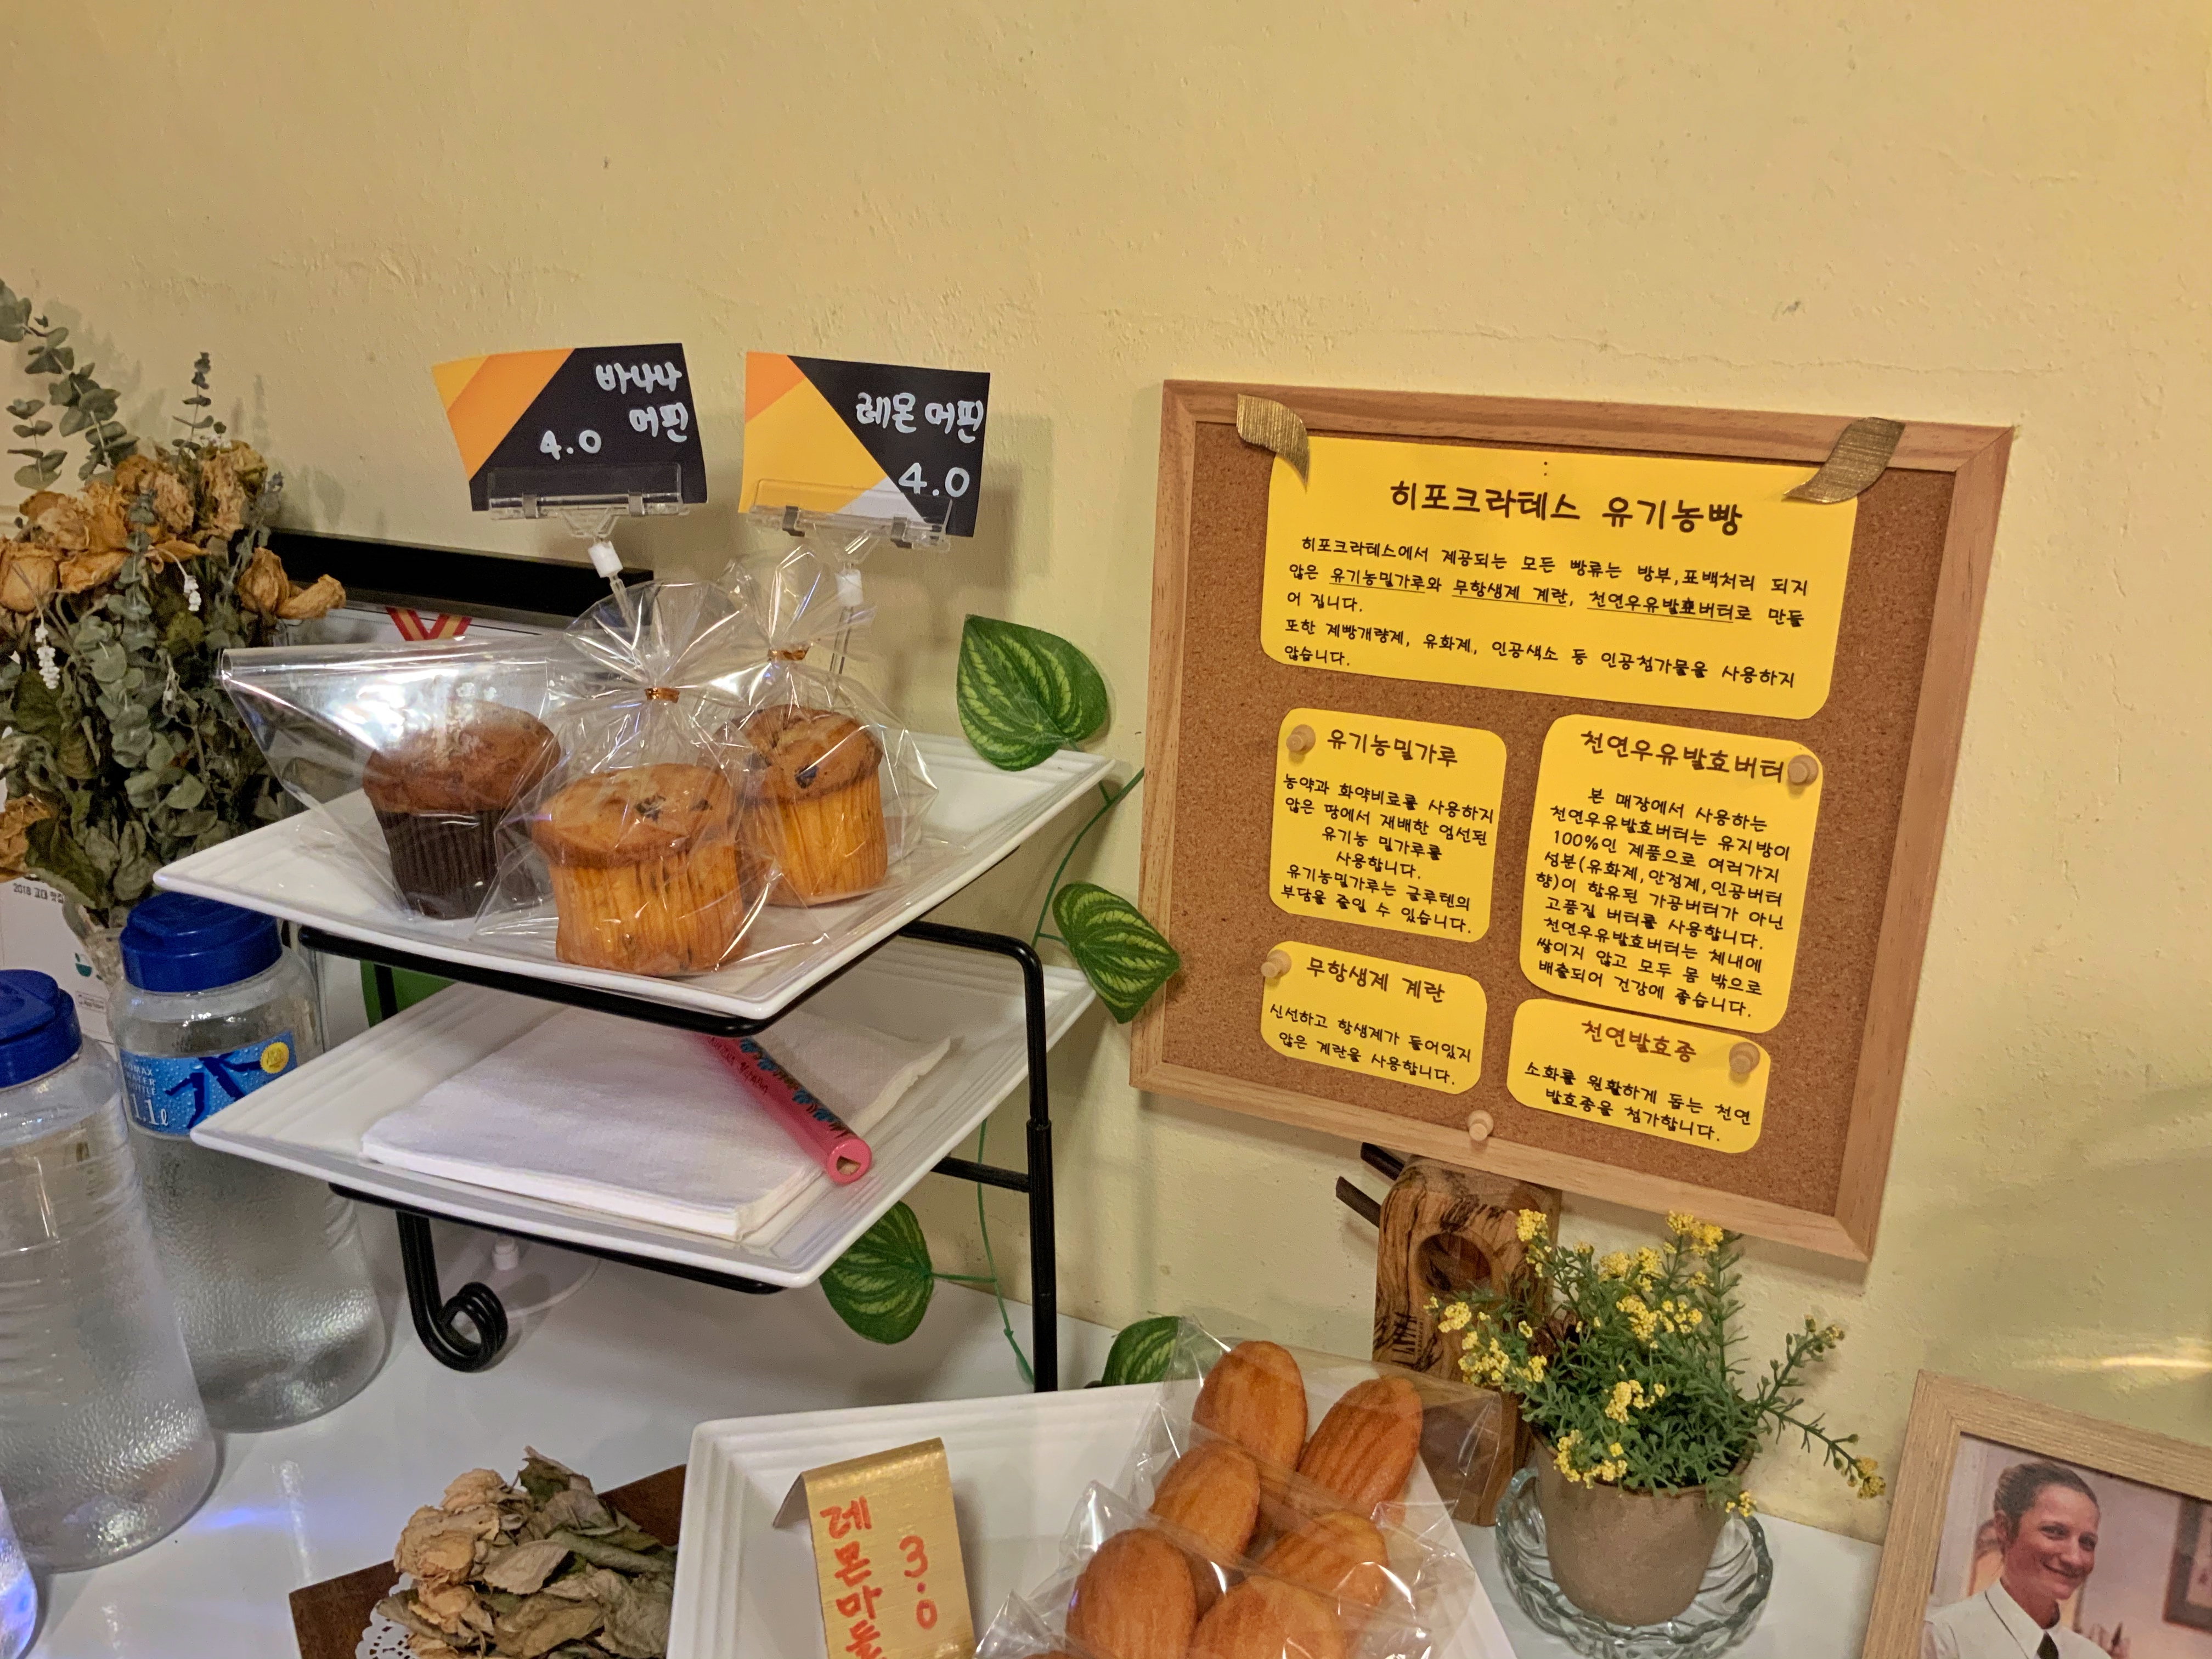 바나나
머핀
4.0
레몬 머핀
4.0
히포크라테스 유기농빵
히포크라테스에서 제공되는 모든 빵류는 방부,표백처리 되지
않은 유기농밀가루와 무항생제 계란, 천연우유발효버터로 만들
어 집니다.
또한 제빵개량제, 유화제, 인공색소 등 인공첨가물을 사용하지
않습니다.
유기농밀가루
농약과 화약비료를 사용하지
않은 땅에서 재배한 엄선된
유기농 밀가루를
사용합니다.
유기농밀가루는 글루텐의
부담을 줄일 수 있습니다.
천연우유발효버터
본 매장에서 사용하는
천연우유발효버터는 유지방이
100%인 제품으로 여러가지
성분(유화제,안정제,인공버터
향)이 함유된 가공버터가 아닌
고품질 버터를 사용합니다.
천연우유발효버터는 체내에
쌓이지 않고 모두 몸 밖으로
배출되어 건강에 좋습니다.
무항생제 계란
신선하고 항생제가 들어있지
않은 계란을 사용합니다.
천연발효종
소화를 원활하게 돕는 천연
발효종을 첨가합니다.
2018 고대 맛집
KOMAX
WATER
BOTTLE
1.1ℓ
水
레몬마들
3.0